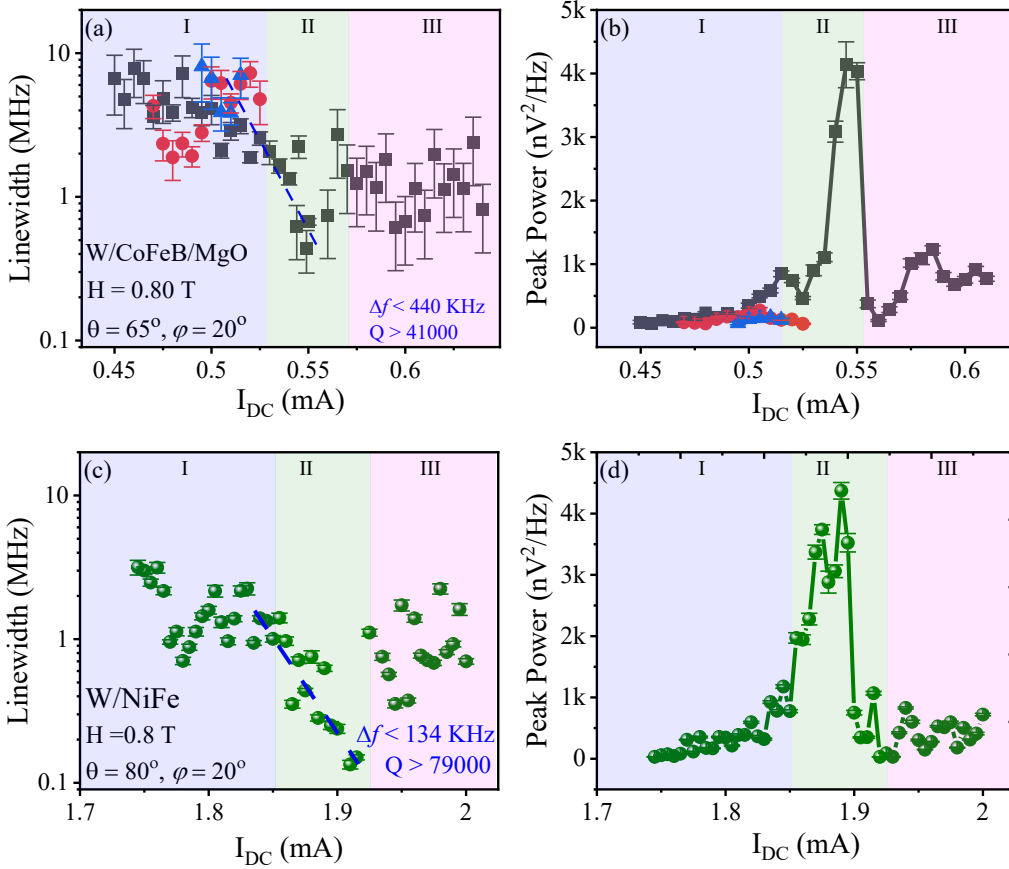 (a)
I
II
III
10
1
0.1
Linewidth (MHz)
W/CoFeB/MgO
H = 0.80 T
θ = 65°, φ = 20°
Δf < 440 KHz
Q > 41000
0.45
0.5
0.55
0.6
I_DC (mA)
(b)
I
II
III
5k
4k
3k
2k
1k
0
Peak Power (nV²/Hz)
0.45
0.5
0.55
0.6
I_DC (mA)
(c)
I
II
III
10
1
0.1
Linewidth (MHz)
W/NiFe
H =0.8 T
θ = 80°, φ = 20°
Δf < 134 KHz
Q > 79000
1.7
1.8
1.9
2
I_DC (mA)
(d)
I
II
III
5k
4k
3k
2k
1k
0
Peak Power (nV²/Hz)
1.7
1.8
1.9
2
I_DC (mA)